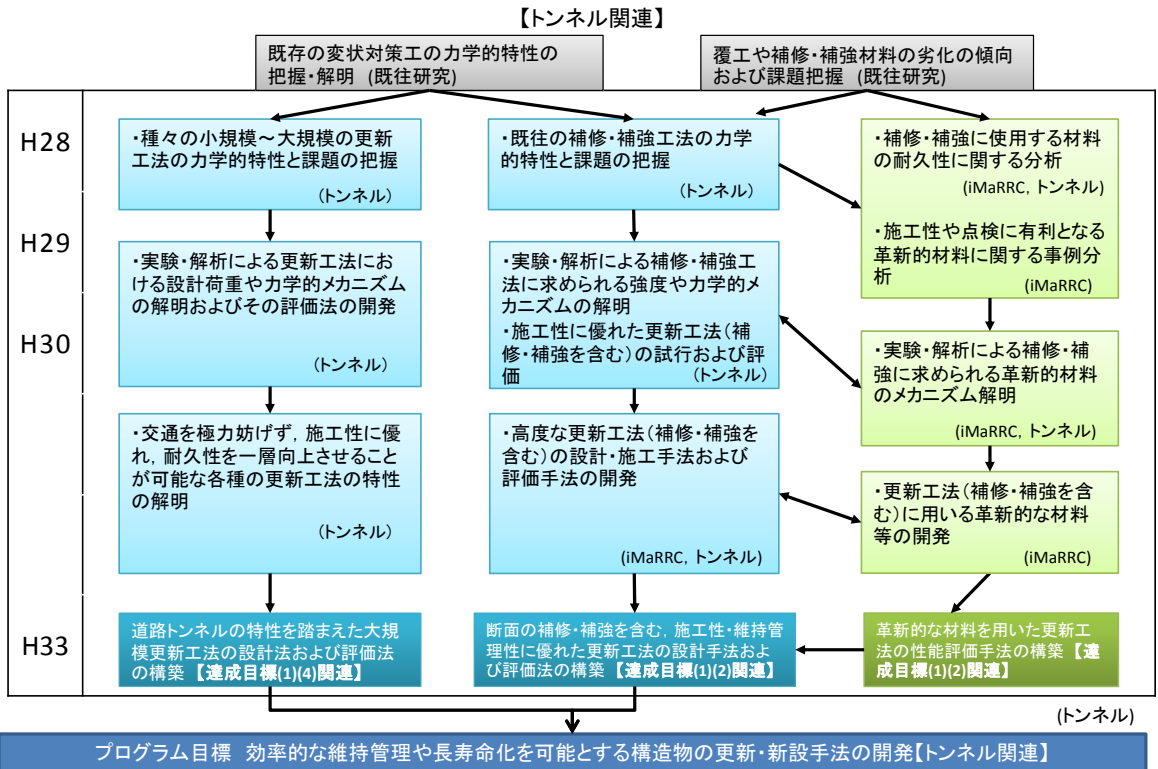 【トンネル関連】
既存の変状対策工の力学的特性の
把握・解明 (既往研究)
覆工や補修・補強材料の劣化の傾向
および課題把握 (既往研究)
H28
・種々の小規模～大規模の更新
工法の力学的特性と課題の把握
(トンネル)
・既往の補修・補強工法の力学
的特性と課題の把握
(トンネル)
・補修・補強に使用する材料
の耐久性に関する分析
(iMaRRC, トンネル)
・施工性や点検に有利となる
革新的材料に関する事例分
析
(iMaRRC)
H29
・実験・解析による更新工法にお
ける設計荷重や力学的メカニズム
の解明およびその評価法の開発
(トンネル)
・実験・解析による補修・補強工
法に求められる強度や力学的メ
カニズムの解明
・施工性に優れた更新工法(補
修・補強を含む)の試行および評
価
(トンネル)
H30
・実験・解析による補修・補
強に求められる革新的材料
のメカニズム解明
(iMaRRC, トンネル)
・交通を極力妨げず, 施工性に優
れ, 耐久性を一層向上させること
が可能な各種の更新工法の特性
の解明
(トンネル)
・高度な更新工法(補修・補強を
含む)の設計・施工手法および
評価手法の開発
(iMaRRC, トンネル)
・更新工法(補修・補強を含
む)に用いる革新的な材料
等の開発
(iMaRRC)
H33
道路トンネルの特性を踏まえた大規
模更新工法の設計法および評価法
の構築 【達成目標(1)(4)関連】
断面の補修・補強を含む, 施工性・維持管
理性に優れた更新工法の設計手法およ
び評価法の構築 【達成目標(1)(2)関連】
革新的な材料を用いた更新工
法の性能評価手法の構築 【達
成目標(1)(2)関連】
(トンネル)
プログラム目標 効率的な維持管理や長寿命化を可能とする構造物の更新・新設手法の開発【トンネル関連】